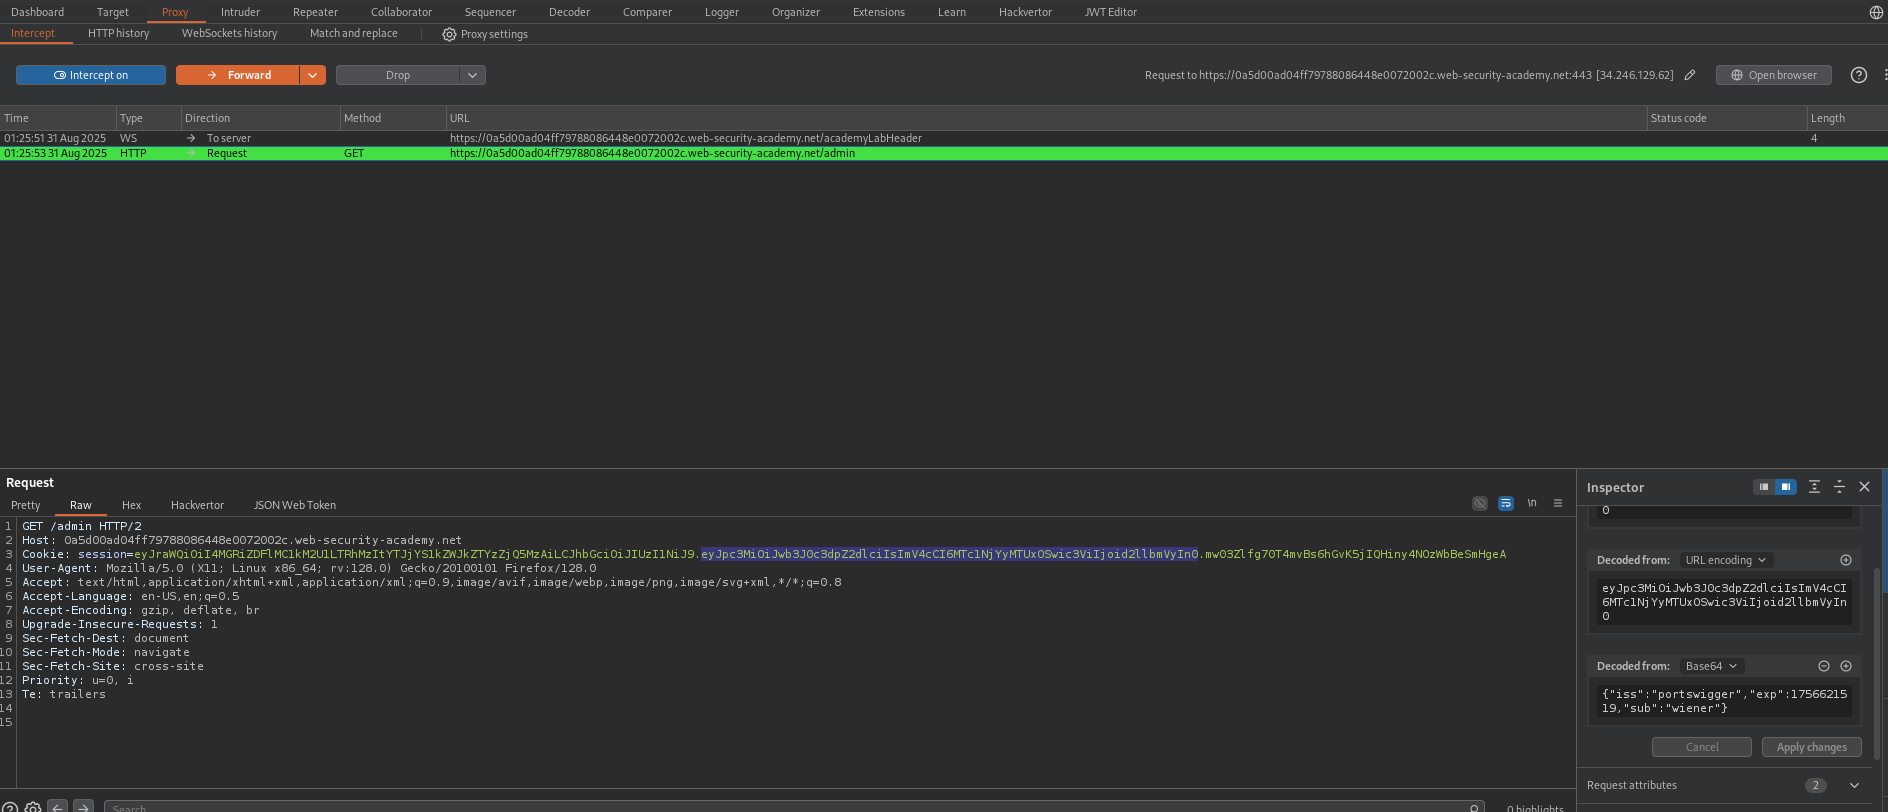 Dashboard Target Proxy Intruder Repeater Collaborator Sequencer Decoder Comparer Logger Organizer Extensions Learn Hackvertor JWT Editor
Intercept HTTP history WebSockets history Match and replace Proxy settings
Intercept on Forward Drop Request to https://0a5d00ad04ff79788086448e0072002c.web-security-academy.net:443 [34.246.129.62] Open browser
Time Type Direction Method URL Status code Length
01:25:51 31 Aug 2025 WS To server https://0a5d00ad04ff79788086448e0072002c.web-security-academy.net/academyLabHeader 4
01:25:53 31 Aug 2025 HTTP Request GET https://0a5d00ad04ff79788086448e0072002c.web-security-academy.net/admin
Request
Pretty Raw Hex Hackvertor JSON Web Token \n
1 GET /admin HTTP/2
2 Host: 0a5d00ad04ff79788086448e0072002c.web-security-academy.net
3 Cookie: session=eyJraWQiOiI4MGRiZDFlMC1kM2U1LTRhMzItYTJjYS1kZWJkZTYzZjQ5MzAiLCJhbGciOiJIUzI1NiJ9.eyJpc3MiOiJwb3J0c3dpZ2dlciIsImV4cCI6MTc1NjYyMTUxOSwic3ViIjoid2llbmVyIn0.mw03Zlfg70T4mvBs6hGvK5jIQHiny4NOzWbBeSmHgeA
4 User-Agent: Mozilla/5.0 (X11; Linux x86_64; rv:128.0) Gecko/20100101 Firefox/128.0
5 Accept: text/html,application/xhtml+xml,application/xml;q=0.9,image/avif,image/webp,image/png,image/svg+xml,*/*;q=0.8
6 Accept-Language: en-US,en;q=0.5
7 Accept-Encoding: gzip, deflate, br
8 Upgrade-Insecure-Requests: 1
9 Sec-Fetch-Dest: document
10 Sec-Fetch-Mode: navigate
11 Sec-Fetch-Site: cross-site
12 Priority: u=0, i
13 Te: trailers
14
15
Search 0 highlights
Inspector
0
Decoded from: URL encoding
eyJpc3MiOiJwb3J0c3dpZ2dlciIsImV4cCI
6MTc1NjYyMTUxOSwic3ViIjoid2llbmVyIn
0
Decoded from: Base64
{"iss":"portswigger","exp":17566215
19,"sub":"wiener"}
Cancel Apply changes
Request attributes 2